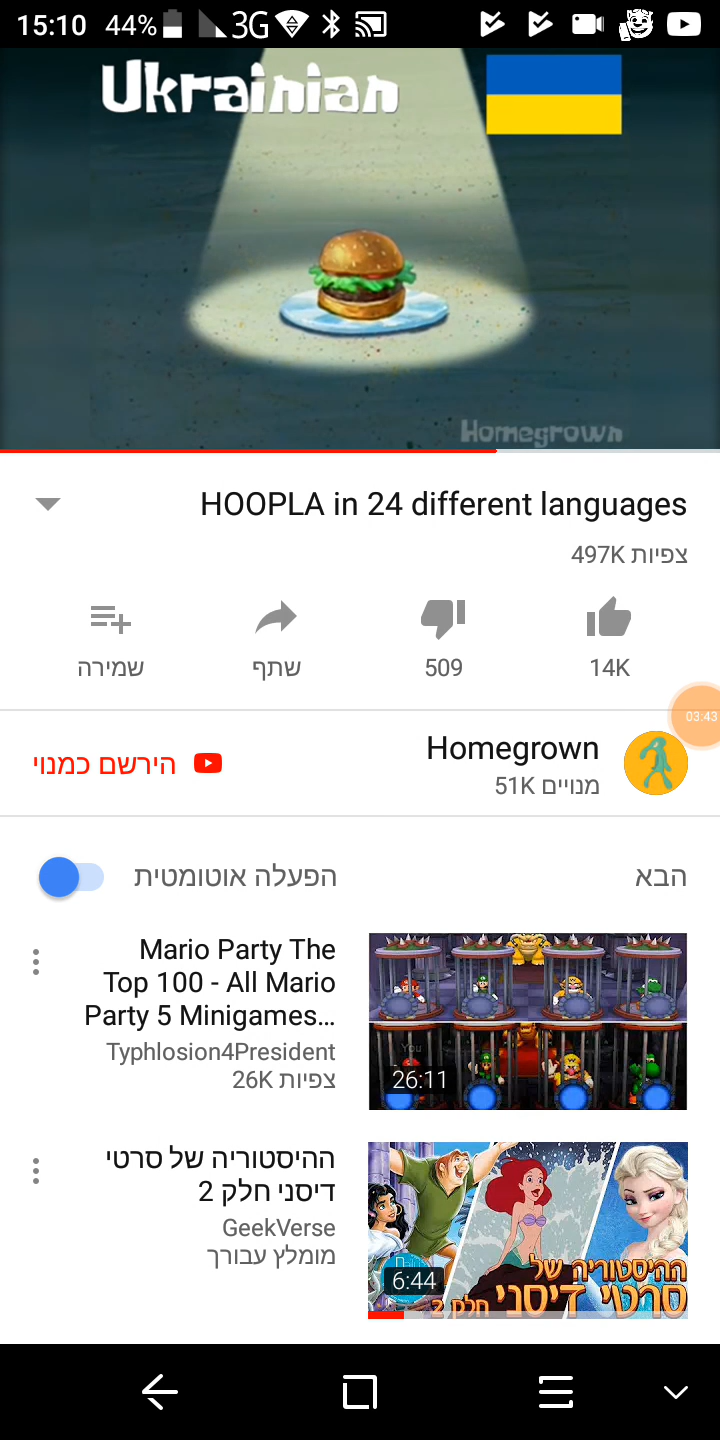 15:10 44% 3G
Ukrainian
Homegrown
HOOPLA in 24 different languages
497K צפיות
14K
509
שתף
שמירה
03:43
Homegrown
51K מנויים
הירשם כמנוי
הבא
הפעלה אוטומטית
Mario Party The
Top 100 - All Mario
Party 5 Minigames...
Typhlosion4President
26K צפיות
You
26:11
ההיסטוריה של סרטי
דיסני חלק 2
GeekVerse
מומלץ עבורך
6:44
ההיסטוריה של
סרטי דיסני חלק 2